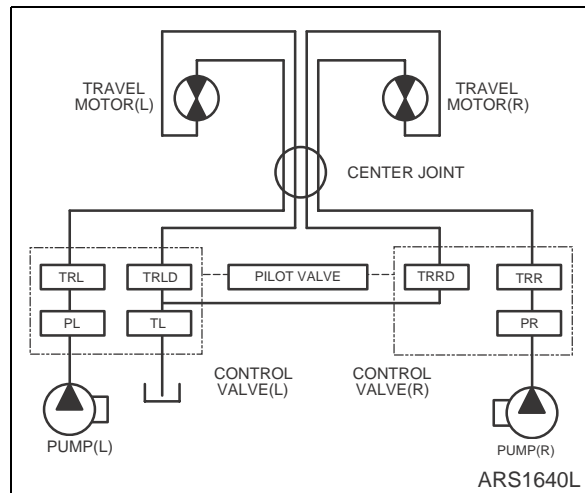 TRAVEL
MOTOR(L)
TRAVEL
MOTOR(R)
CENTER JOINT
TRL
TRLD
PILOT VALVE
TRRD
TRR
PL
TL
PR
CONTROL
VALVE(L)
CONTROL
VALVE(R)
PUMP(L)
PUMP(R)
ARS1640L